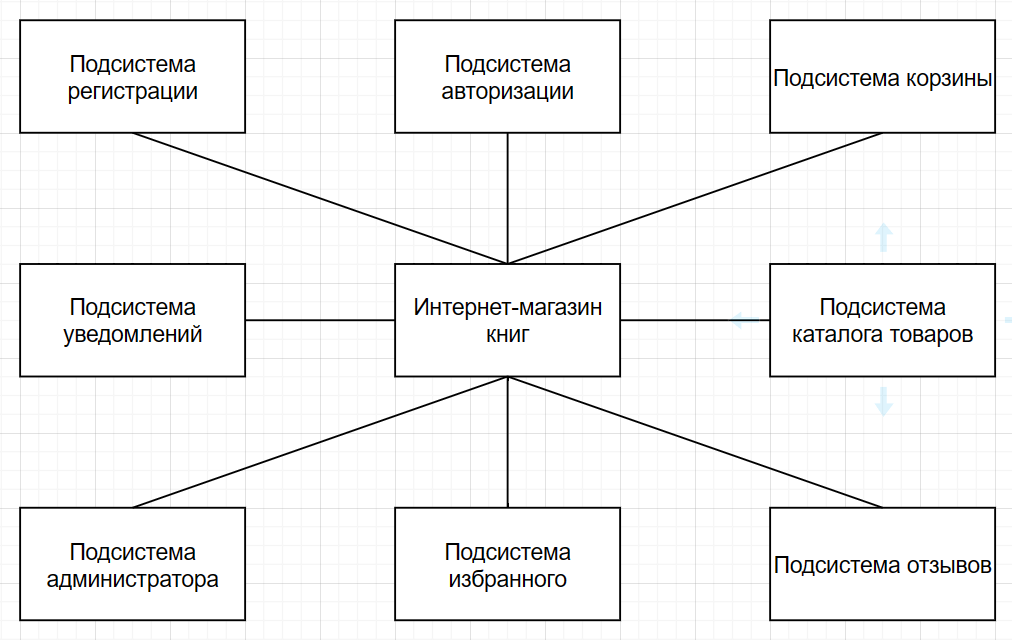 Подсистема
регистрации
Подсистема
авторизации
Подсистема корзины
Подсистема
уведомлений
Интернет-магазин
книг
Подсистема
каталога товаров
Подсистема
администратора
Подсистема
избранного
Подсистема отзывов